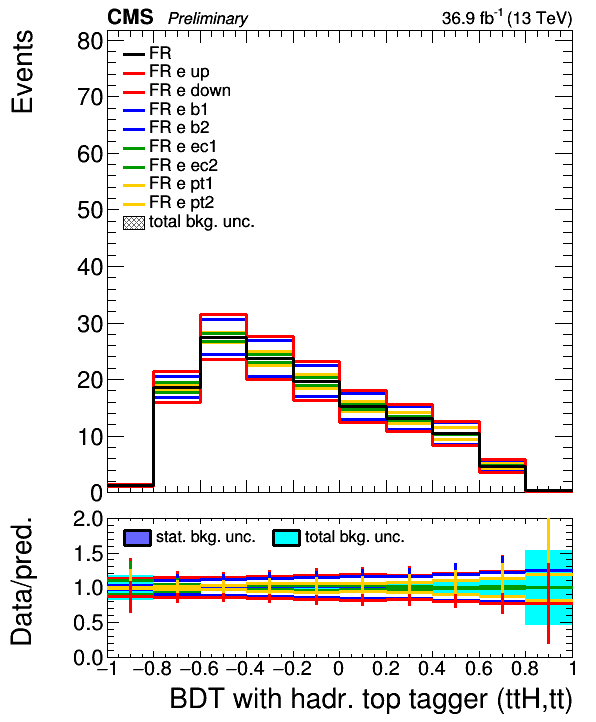 CMS Preliminary 36.9 fb⁻¹ (13 TeV)
Events
80
70
60
50
40
30
20
10
0
FR
FR e up
FR e down
FR e b1
FR e b2
FR e ec1
FR e ec2
FR e pt1
FR e pt2
total bkg. unc.
Data/pred.
2.0
1.5
1.0
0.5
0.0
stat. bkg. unc. total bkg. unc.
−1 −0.8 −0.6 −0.4 −0.2 0 0.2 0.4 0.6 0.8 1
BDT with hadr. top tagger (ttH,tt)